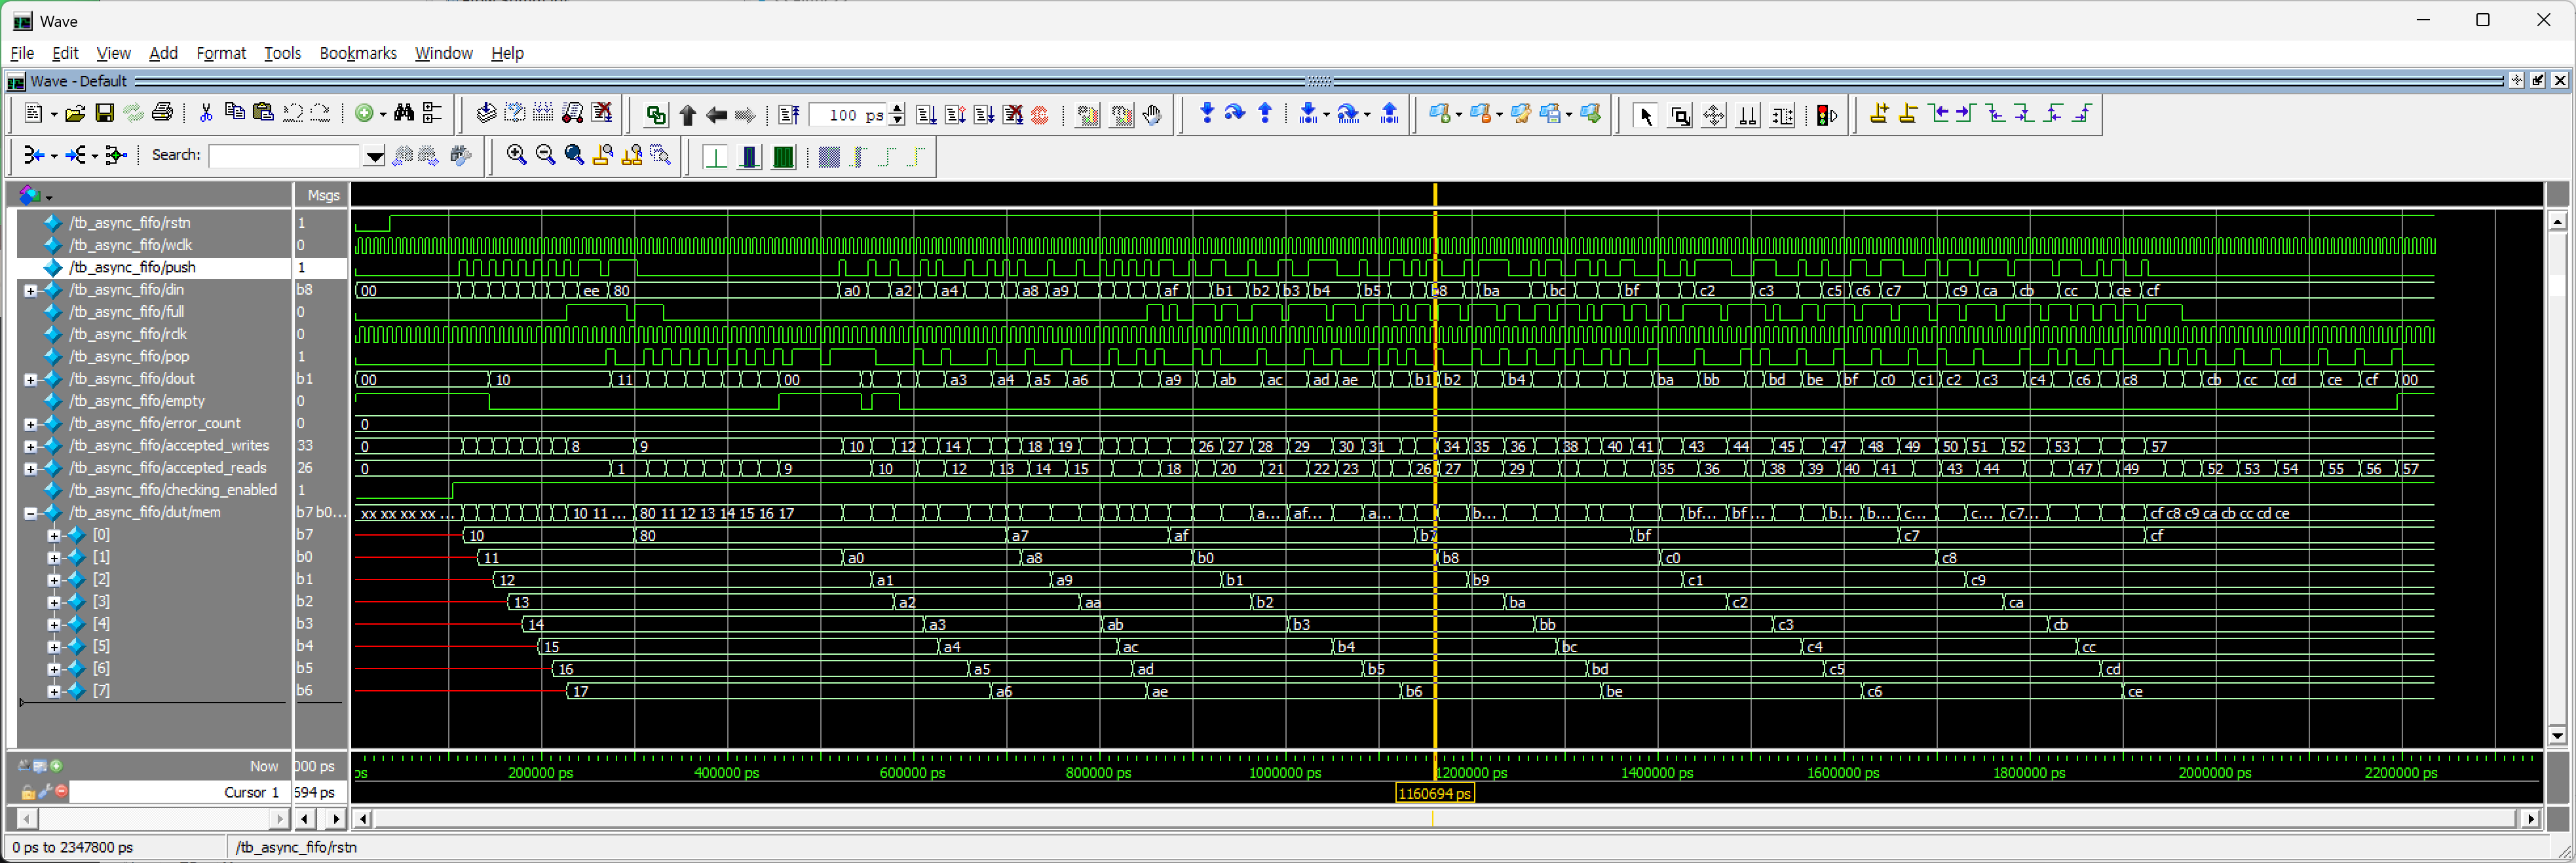 Wave
File Edit View Add Format Tools Bookmarks Window Help
Wave - Default
100 ps
Search:
Msgs
/tb_async_fifo/rstn 1
/tb_async_fifo/wclk 0
/tb_async_fifo/push 1
/tb_async_fifo/din b8 00 ee 80 a0 a2 a4 a8 a9 af b1 b2 b3 b4 b5 b8 ba bc bf c2 c3 c5 c6 c7 c9 ca cb cc ce cf
/tb_async_fifo/full 0
/tb_async_fifo/rclk 0
/tb_async_fifo/pop 1
/tb_async_fifo/dout b1 00 10 11 00 a3 a4 a5 a6 a9 ab ac ad ae b1 b2 b4 ba bb bd be bf c0 c1 c2 c3 c4 c6 c8 cb cc cd ce cf 00
/tb_async_fifo/empty 0
/tb_async_fifo/error_count 0 0
/tb_async_fifo/accepted_writes 33 0 8 9 10 12 14 18 19 26 27 28 29 30 31 34 35 36 38 40 41 43 44 45 47 48 49 50 51 52 53 57
/tb_async_fifo/accepted_reads 26 0 1 9 10 12 13 14 15 18 20 21 22 23 26 27 29 35 36 38 39 40 41 43 44 47 49 52 53 54 55 56 57
/tb_async_fifo/checking_enabled 1
/tb_async_fifo/dut/mem b7 b0... xx xx xx xx ... 10 11 ... 80 11 12 13 14 15 16 17 a... af... a... b... bf... bf ... b... b... c... c... c7... cf c8 c9 ca cb cc cd ce
[0] b7 10 80 a7 af b7 bf c7 cf
[1] b0 11 a0 a8 b0 b8 c0 c8
[2] b1 12 a1 a9 b1 b9 c1 c9
[3] b2 13 a2 aa b2 ba c2 ca
[4] b3 14 a3 ab b3 bb c3 cb
[5] b4 15 a4 ac b4 bc c4 cc
[6] b5 16 a5 ad b5 bd c5 cd
[7] b6 17 a6 ae b6 be c6 ce
Now 000 ps ps 200000 ps 400000 ps 600000 ps 800000 ps 1000000 ps 1200000 ps 1400000 ps 1600000 ps 1800000 ps 2000000 ps 2200000 ps
Cursor 1 694 ps 1160694 ps
0 ps to 2347800 ps /tb_async_fifo/rstn